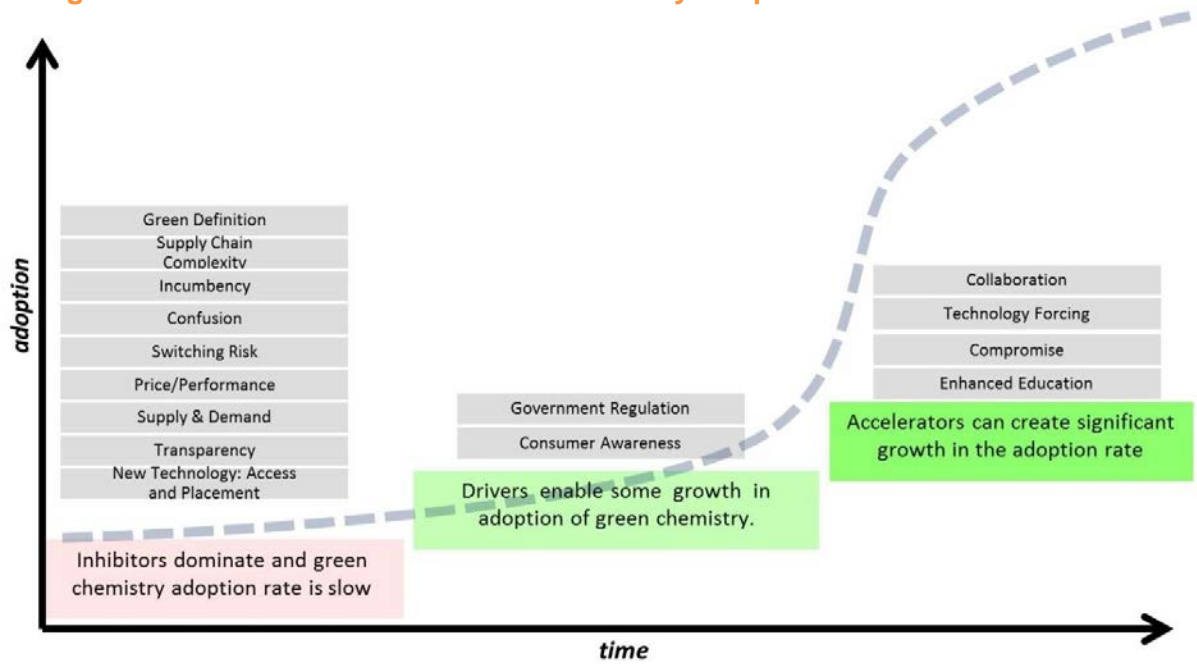 adoption
Green Definition
Supply Chain
Complexity
Incumbency
Confusion
Switching Risk
Price/Performance
Supply & Demand
Transparency
New Technology: Access
and Placement
Inhibitors dominate and green
chemistry adoption rate is slow
Government Regulation
Consumer Awareness
Drivers enable some growth in
adoption of green chemistry.
Collaboration
Technology Forcing
Compromise
Enhanced Education
Accelerators can create significant
growth in the adoption rate
time